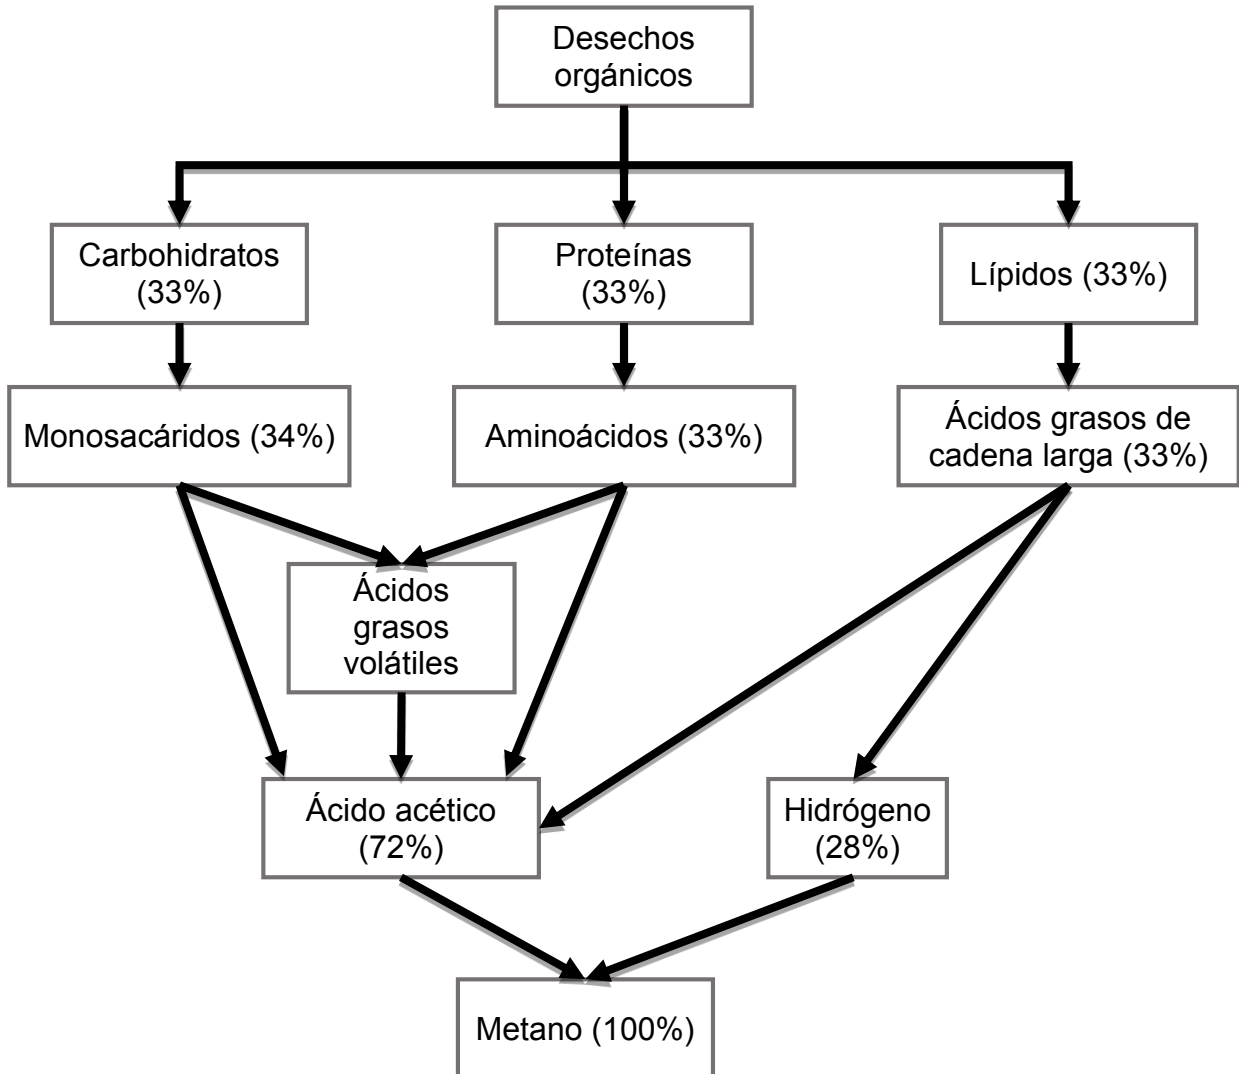 Desechos
orgánicos
Carbohidratos
(33%)
Proteínas
(33%)
Lípidos (33%)
Monosacáridos (34%)
Aminoácidos (33%)
Ácidos grasos de
cadena larga (33%)
Ácidos
grasos
volátiles
Ácido acético
(72%)
Hidrógeno
(28%)
Metano (100%)